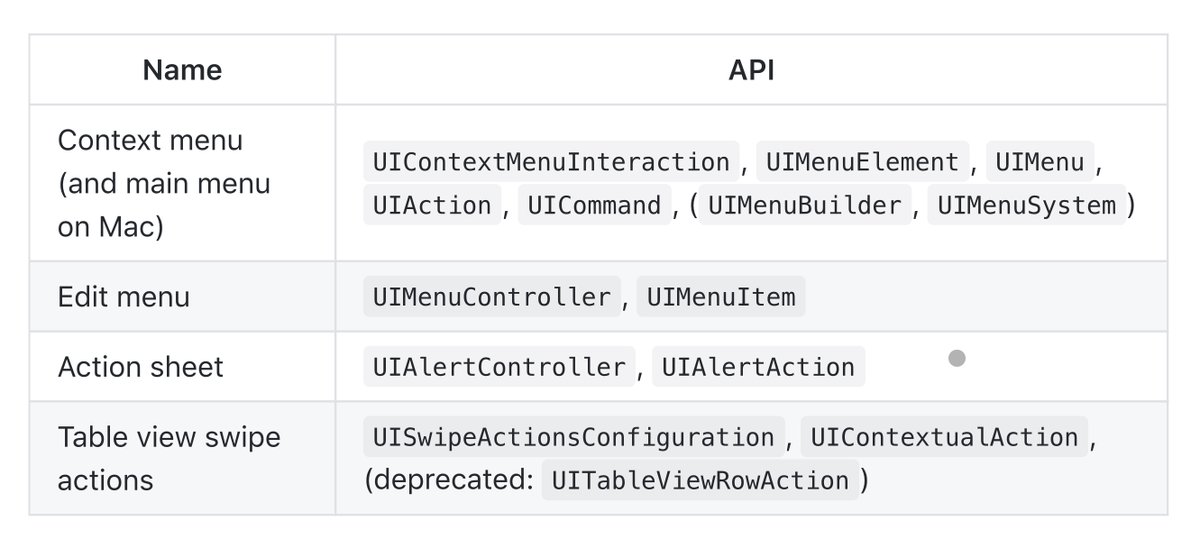 Name API
Context menu
(and main menu
on Mac)
UIContextMenuInteraction, UIMenuElement, UIMenu,
UIAction, UICommand, (UIMenuBuilder, UIMenuSystem)
Edit menu
UIMenuController, UIMenuItem
Action sheet
UIAlertController, UIAlertAction
Table view swipe
actions
UISwipeActionsConfiguration, UIContextualAction,
(deprecated: UITableViewRowAction)